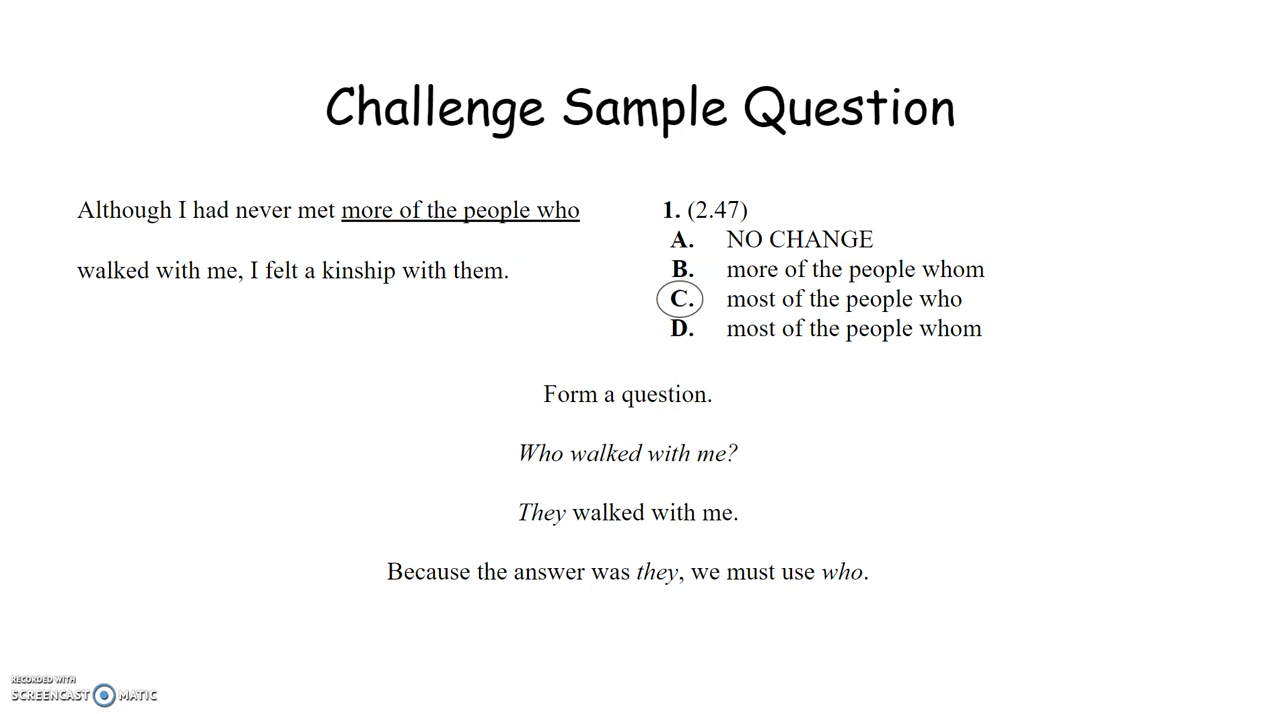 Challenge Sample Question
Although I had never met more of the people who
walked with me, I felt a kinship with them.
1. (2.47)
A. NO CHANGE
B. more of the people whom
C. most of the people who
D. most of the people whom
Form a question.
Who walked with me?
They walked with me.
Because the answer was they, we must use who.
RECORDED WITH
SCREENCAST MATIC